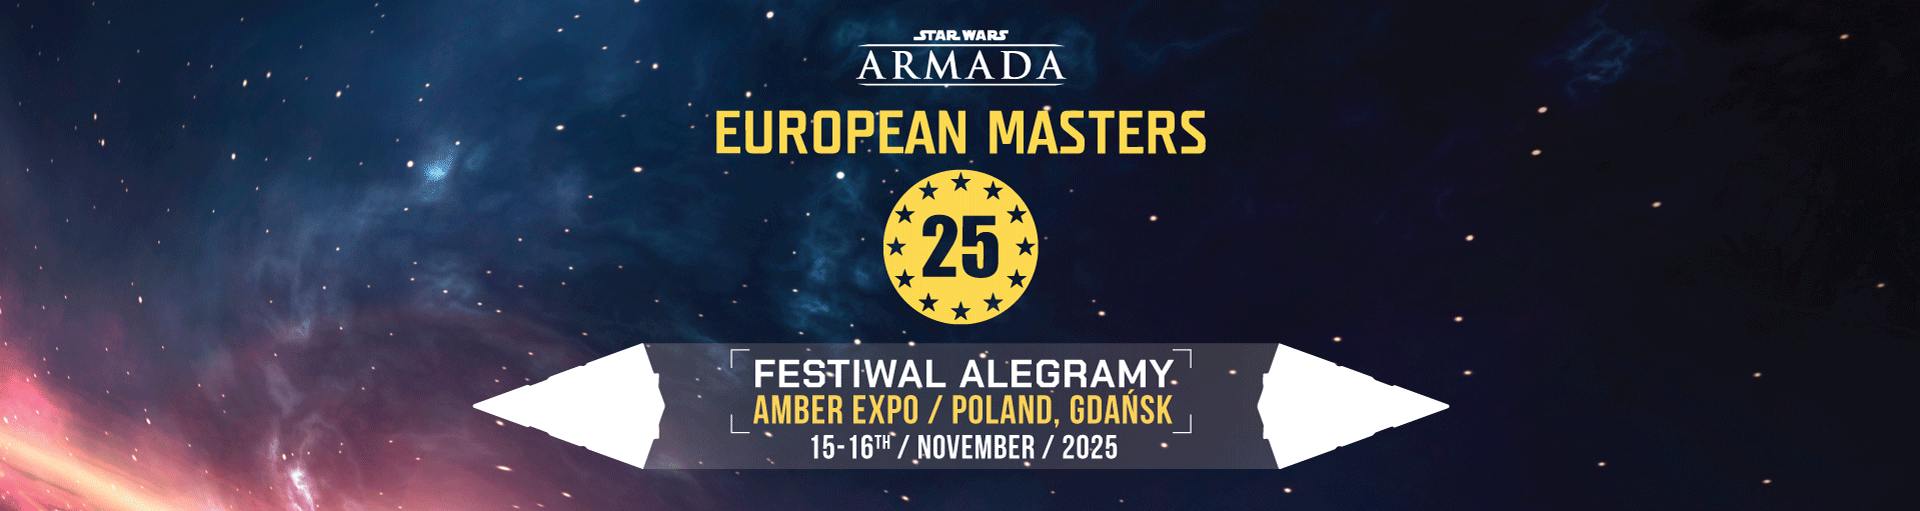 STAR WARS
ARMADA
EUROPEAN MASTERS
25
FESTIWAL ALEGRAMY
AMBER EXPO / POLAND, GDAŃSK
15-16TH / NOVEMBER / 2025